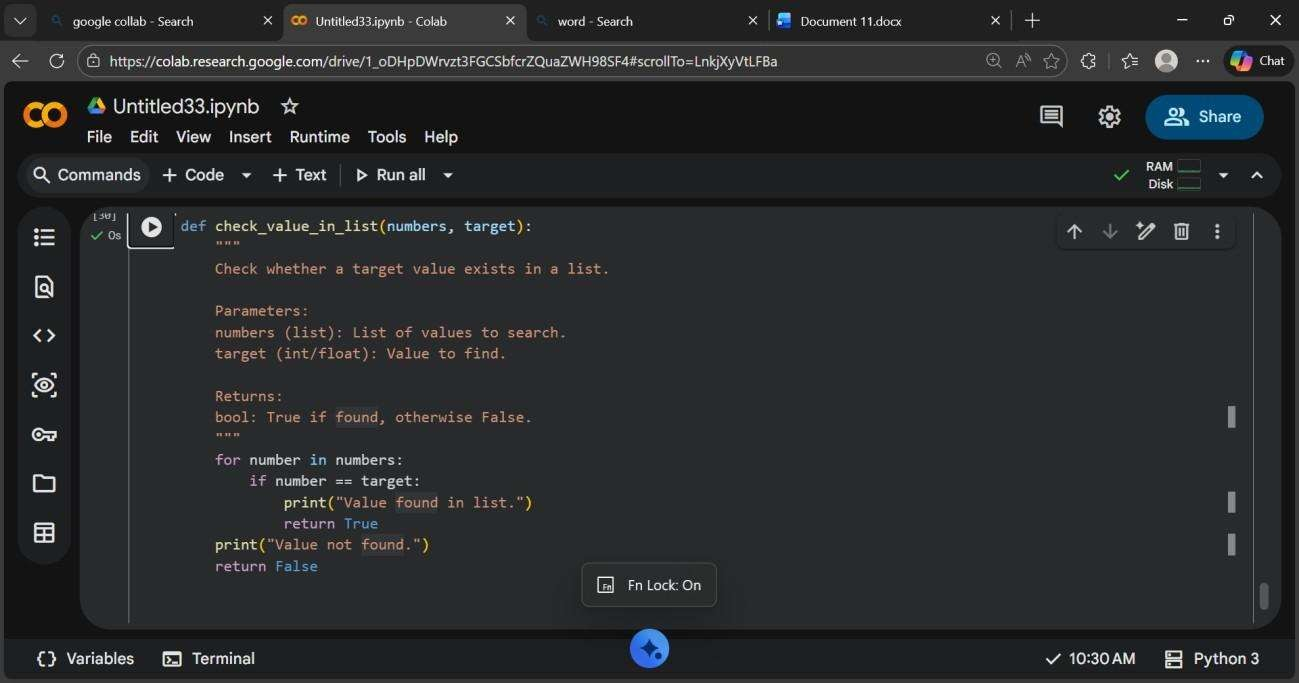 google collab - Search
Untitled33.ipynb - Colab
word - Search
Document 11.docx
https://colab.research.google.com/drive/1_oDHpDWrvzt3FGCSbfcrZQuaZWH98SF4#scrollTo=LnkjXyVtLFBa
Chat
Untitled33.ipynb
File Edit View Insert Runtime Tools Help
Share
Commands + Code + Text Run all
RAM
Disk
[30]
0s
def check_value_in_list(numbers, target):
"""
Check whether a target value exists in a list.
Parameters:
numbers (list): List of values to search.
target (int/float): Value to find.
Returns:
bool: True if found, otherwise False.
"""
for number in numbers:
if number == target:
print("Value found in list.")
return True
print("Value not found.")
return False
Fn Fn Lock: On
{} Variables Terminal
10:30 AM Python 3